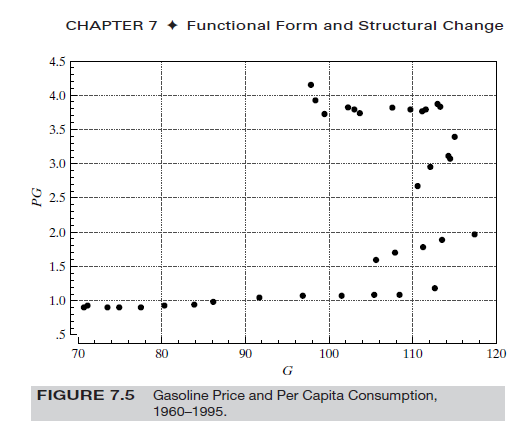 CHAPTER 7 ✦ Functional Form and Structural Change
4.5
4.0
3.5
3.0
2.5
2.0
1.5
1.0
.5
PG
70 80 90 100 110 120
G
FIGURE 7.5 Gasoline Price and Per Capita Consumption,
1960–1995.